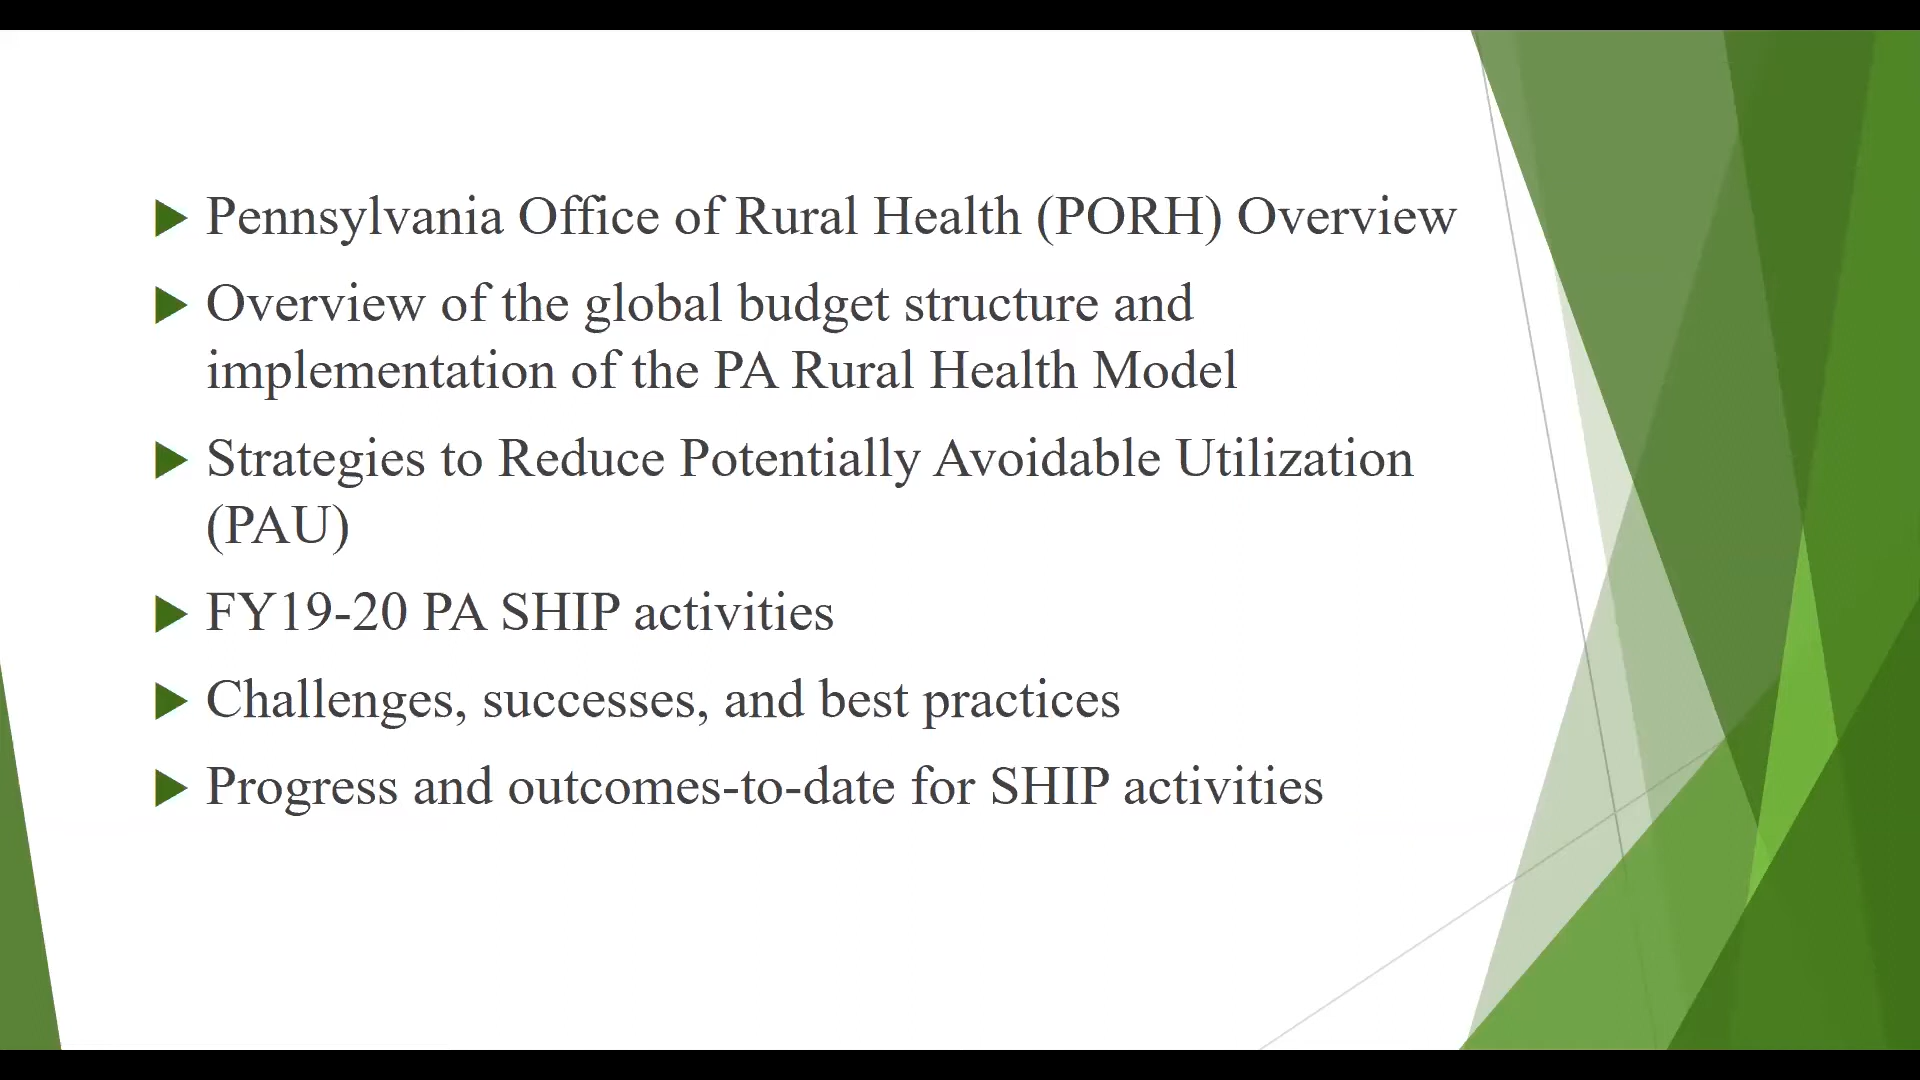 Pennsylvania Office of Rural Health (PORH) Overview
Overview of the global budget structure and
implementation of the PA Rural Health Model
Strategies to Reduce Potentially Avoidable Utilization
(PAU)
FY19-20 PA SHIP activities
Challenges, successes, and best practices
Progress and outcomes-to-date for SHIP activities